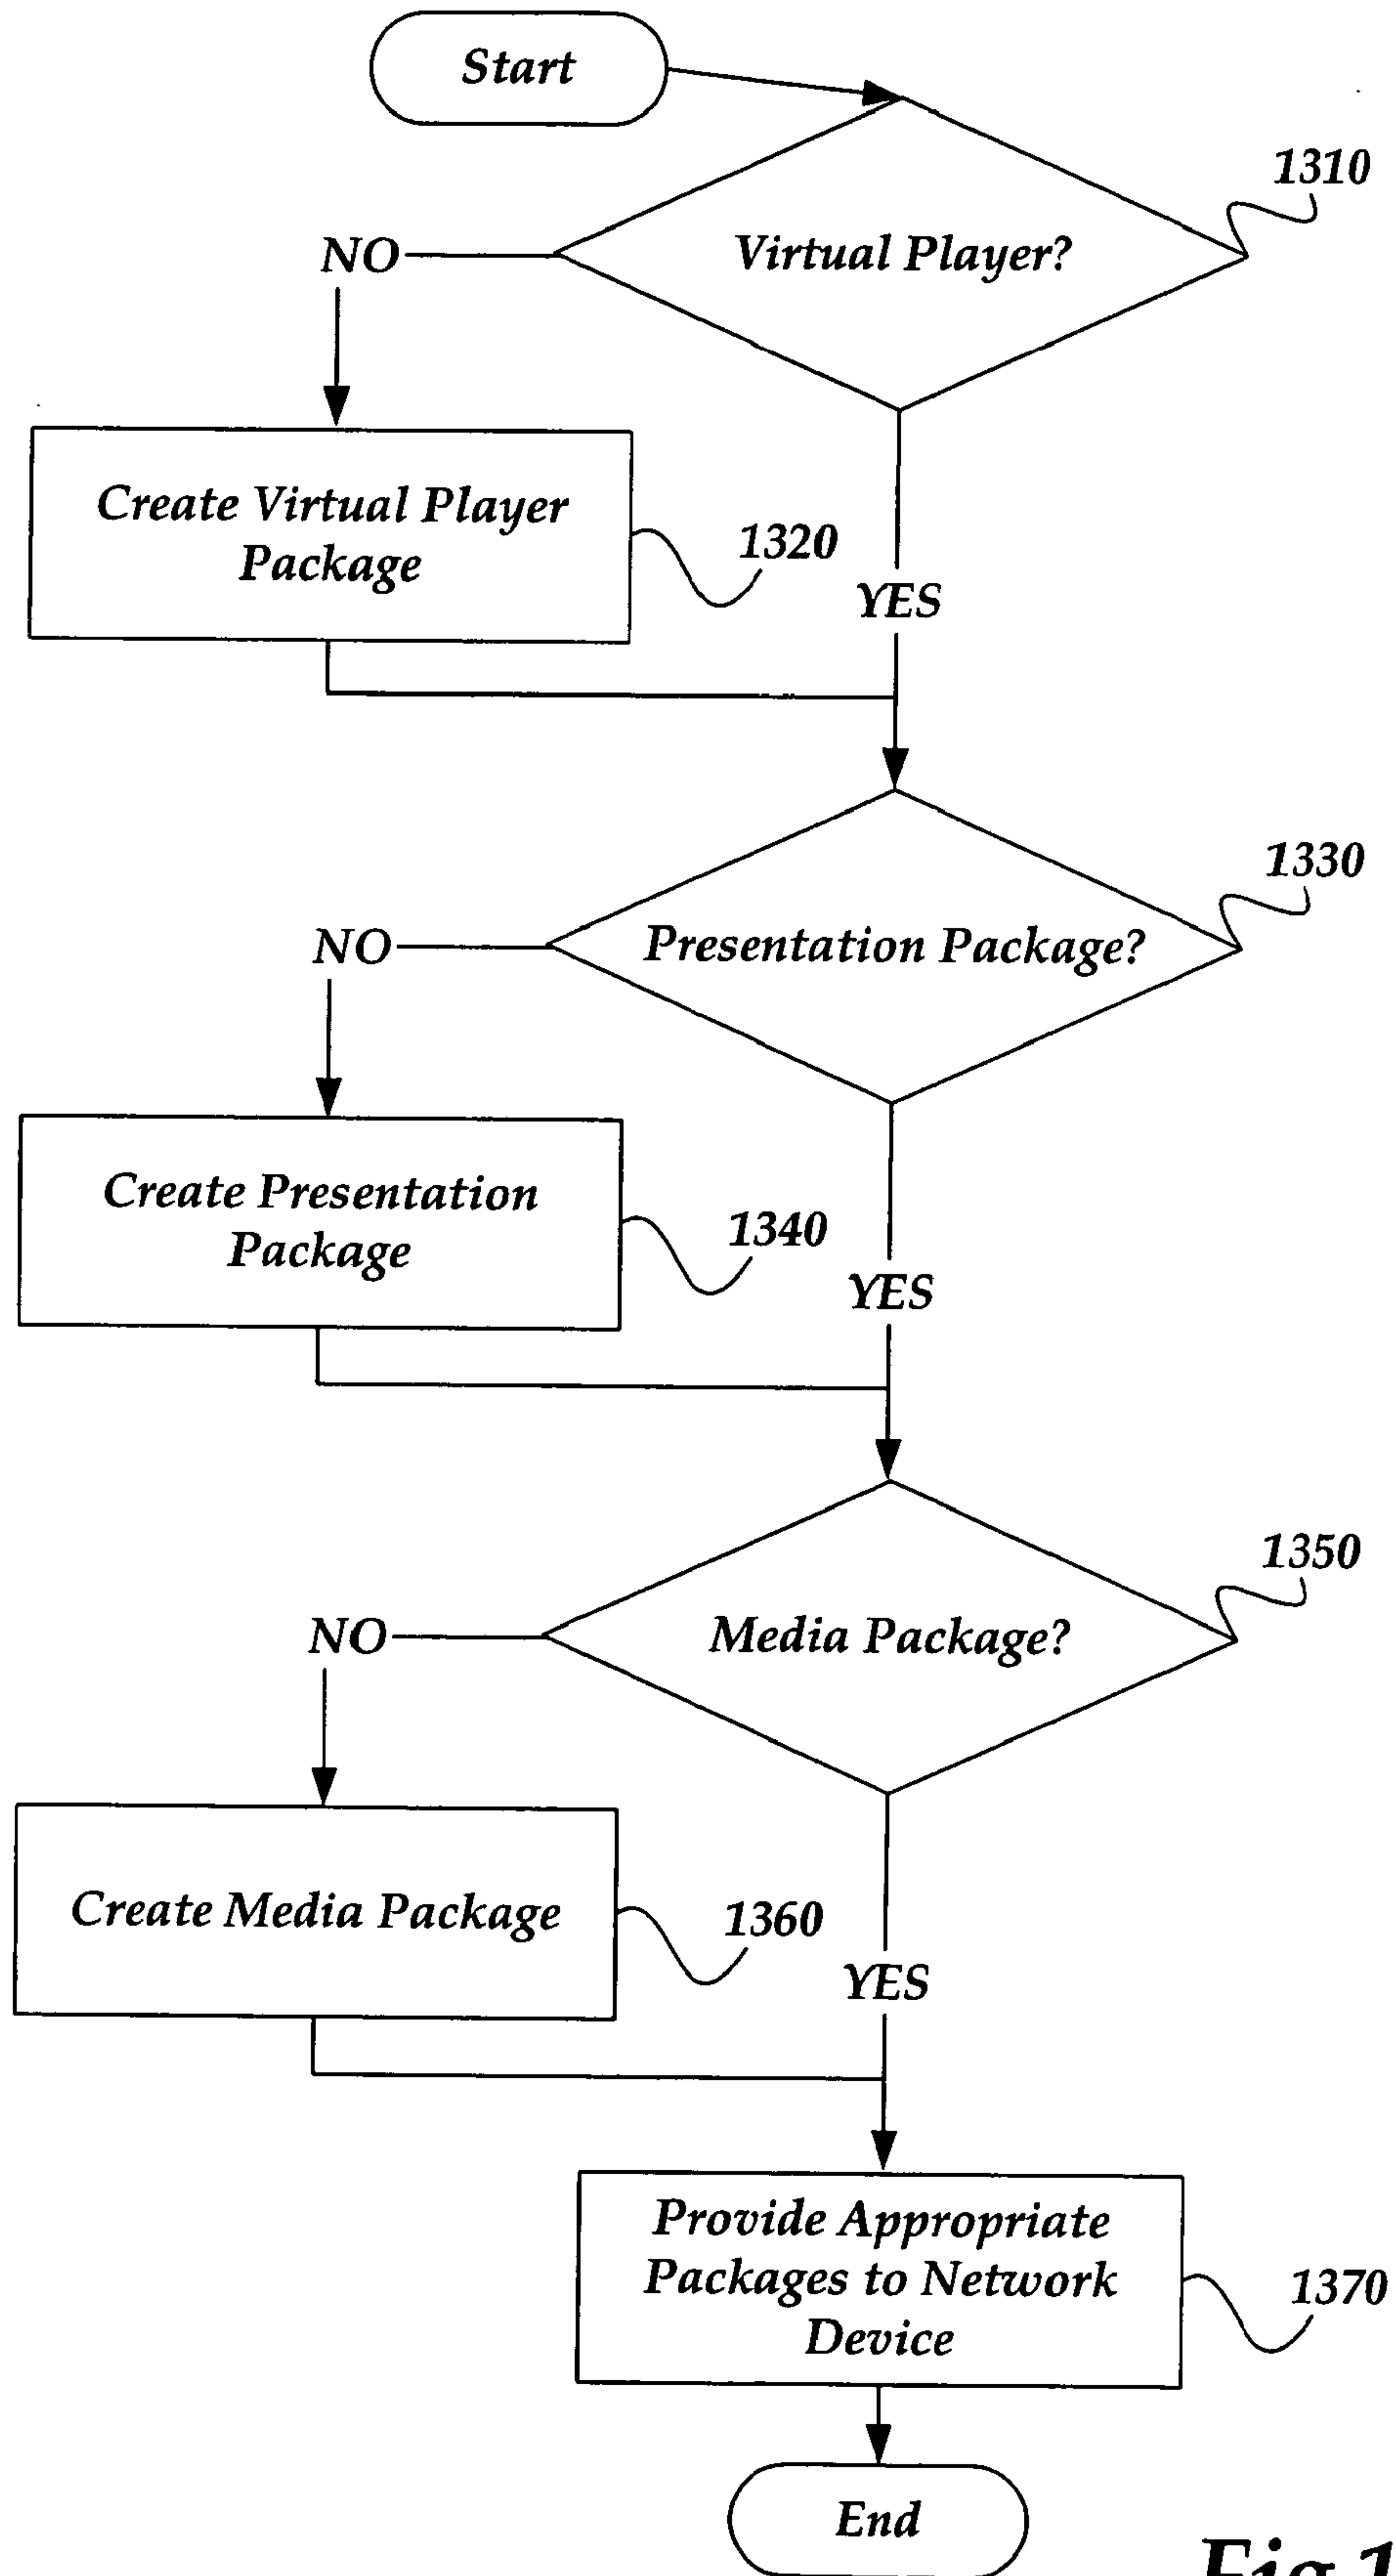 Start
1310
Virtual Player?
NO
Create Virtual Player
Package
1320
YES
1330
Presentation Package?
NO
Create Presentation
Package
1340
YES
1350
Media Package?
NO
Create Media Package
1360
YES
Provide Appropriate
Packages to Network
Device
1370
End